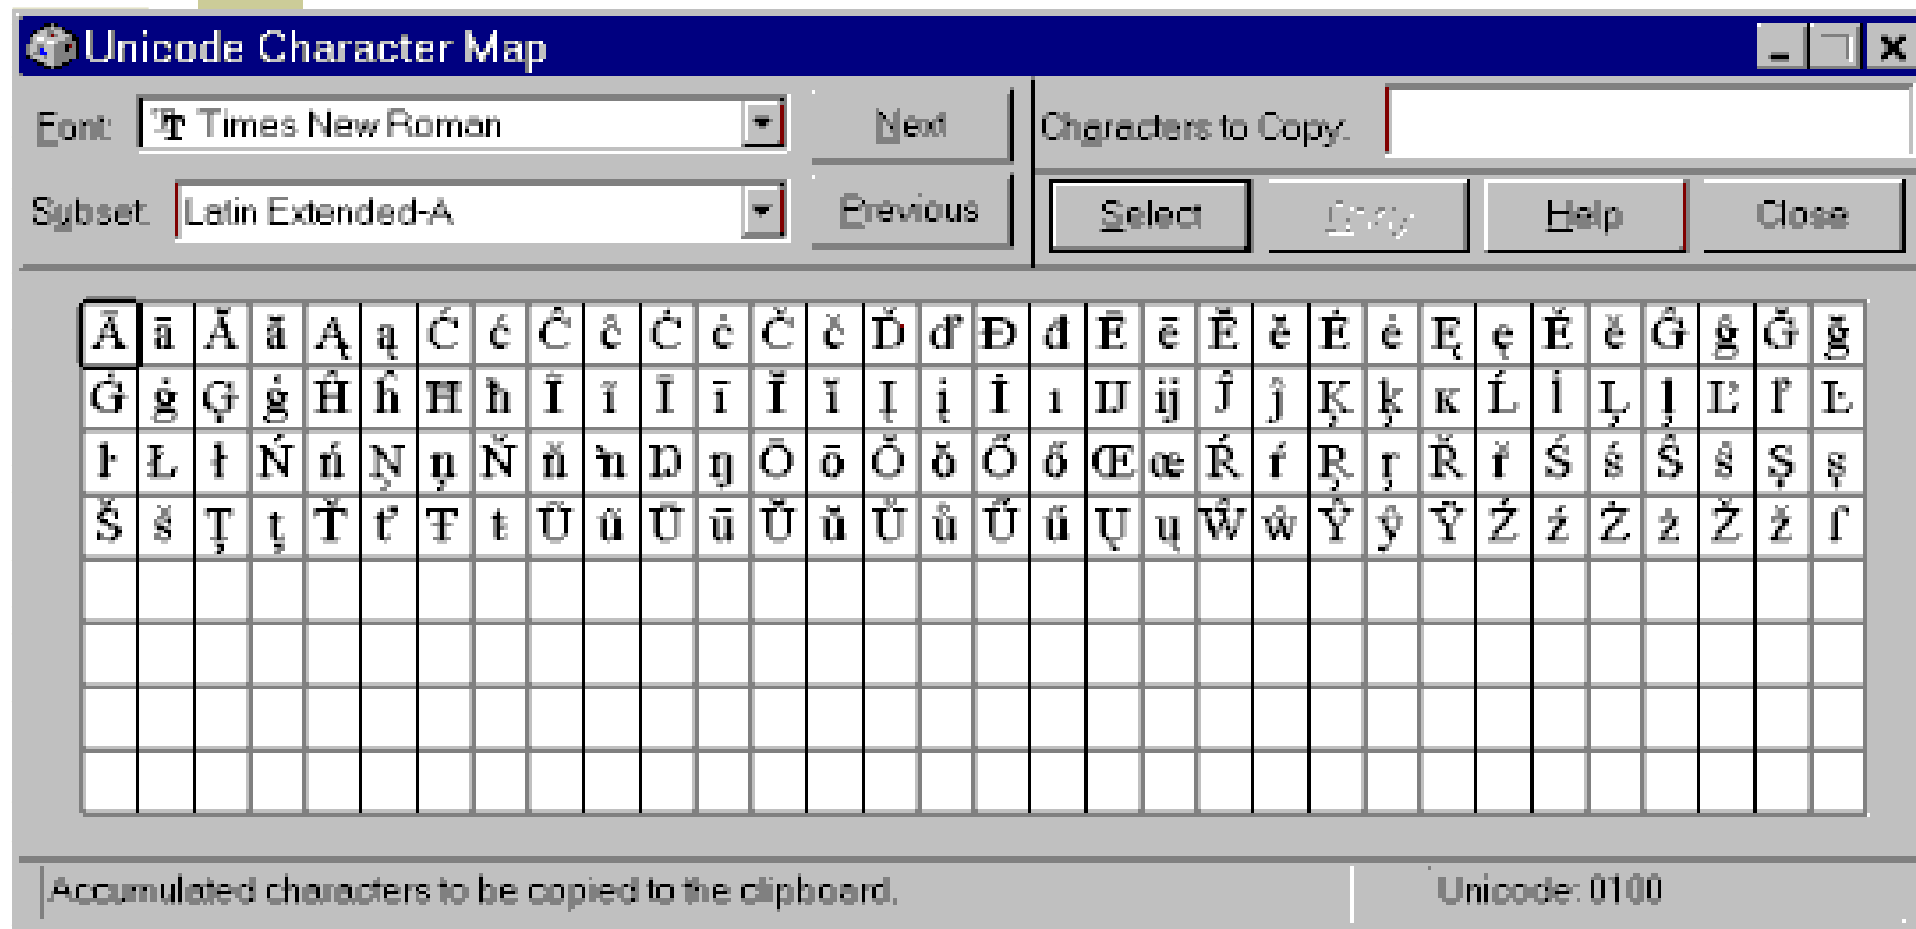 Unicode Character Map
Font: Times New Roman Next Characters to Copy:
Subset: Latin Extended-A Previous Select Copy Help Close
Ā ā Ă ă Ą ą Ć ć Ĉ ĉ Ċ ċ Č č Ď ď Đ đ Ē ē Ĕ ĕ Ė ė Ę ę Ě ě Ĝ ĝ Ğ ğ
Ġ ġ Ģ ģ Ĥ ĥ Ħ ħ Ĩ ĩ Ī ī Ĭ ĭ Į į İ ı IJ ij Ĵ ĵ Ķ ķ ĸ Ĺ ĺ Ļ ļ Ľ ľ Ŀ
ŀ Ł ł Ń ń Ņ ņ Ň ň ʼn Ŋ ŋ Ō ō Ŏ ŏ Ő ő Œ œ Ŕ ŕ Ŗ ŗ Ř ř Ś ś Ŝ ŝ Ş ş
Š š Ţ ţ Ť ť Ŧ ŧ Ũ ũ Ū ū Ŭ ŭ Ů ů Ű ű Ų ų Ŵ ŵ Ŷ ŷ Ÿ Ź ź Ż ż Ž ž ſ
Accumulated characters to be copied to the clipboard. Unicode: 0100